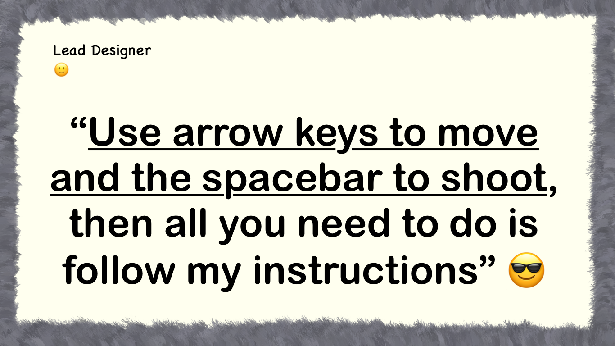 Lead Designer
🙂
“Use arrow keys to move
and the spacebar to shoot,
then all you need to do is
follow my instructions” 😎